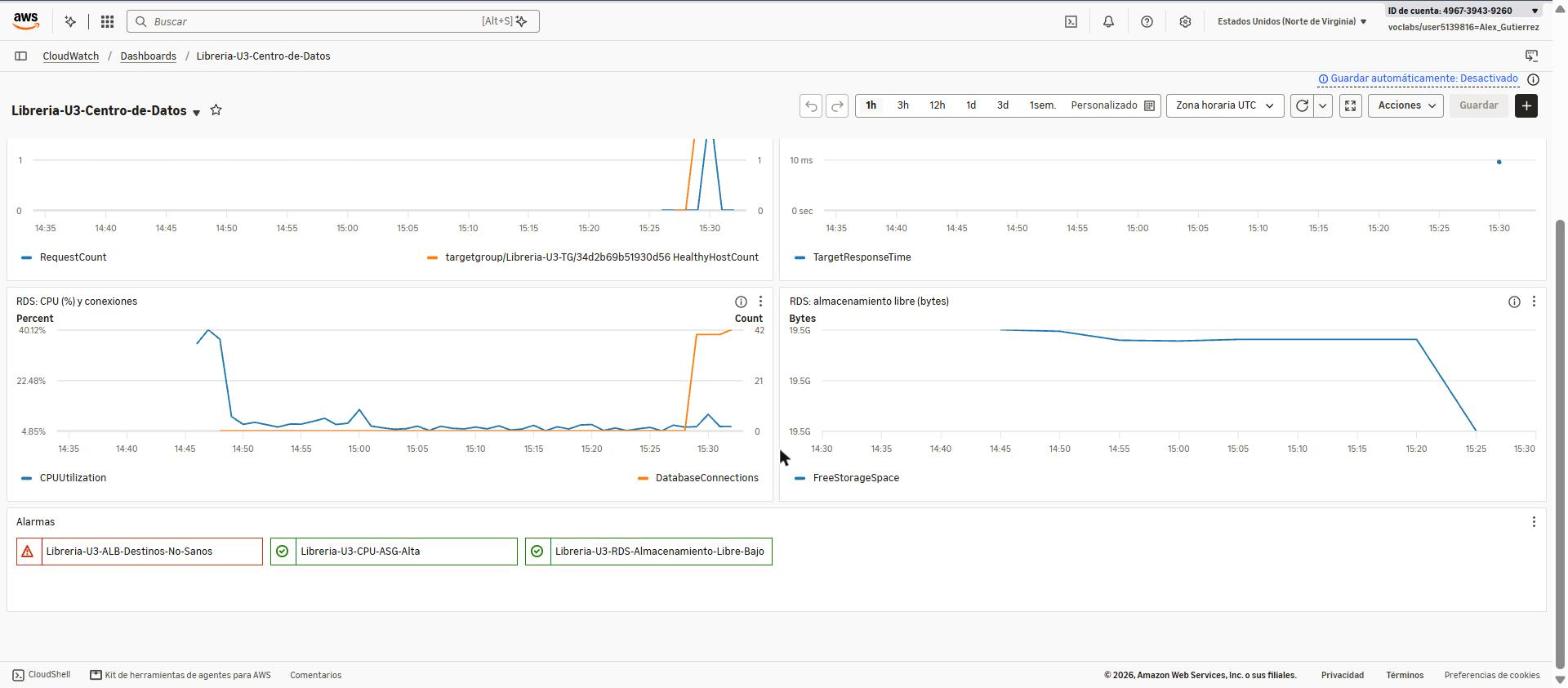 aws
Buscar
[Alt+S]
Estados Unidos (Norte de Virginia)
ID de cuenta: 4967-3943-9260
voclabs/user5139816=Alex_Gutierrez
CloudWatch / Dashboards / Libreria-U3-Centro-de-Datos
Guardar automáticamente: Desactivado
Libreria-U3-Centro-de-Datos
1h 3h 12h 1d 3d 1sem. Personalizado
Zona horaria UTC
Acciones
Guardar
1 1
0 0
14:35 14:40 14:45 14:50 14:55 15:00 15:05 15:10 15:15 15:20 15:25 15:30
RequestCount
targetgroup/Libreria-U3-TG/34d2b69b51930d56 HealthyHostCount
10 ms
0 sec
14:35 14:40 14:45 14:50 14:55 15:00 15:05 15:10 15:15 15:20 15:25 15:30
TargetResponseTime
RDS: CPU (%) y conexiones
Percent Count
40.12% 42
22.48% 21
4.85% 0
14:35 14:40 14:45 14:50 14:55 15:00 15:05 15:10 15:15 15:20 15:25 15:30
CPUUtilization
DatabaseConnections
RDS: almacenamiento libre (bytes)
Bytes
19.5G
19.5G
19.5G
14:30 14:35 14:40 14:45 14:50 14:55 15:00 15:05 15:10 15:15 15:20 15:25 15:30
FreeStorageSpace
Alarmas
Libreria-U3-ALB-Destinos-No-Sanos
Libreria-U3-CPU-ASG-Alta
Libreria-U3-RDS-Almacenamiento-Libre-Bajo
CloudShell
Kit de herramientas de agentes para AWS
Comentarios
© 2026, Amazon Web Services, Inc. o sus filiales.
Privacidad
Términos
Preferencias de cookies